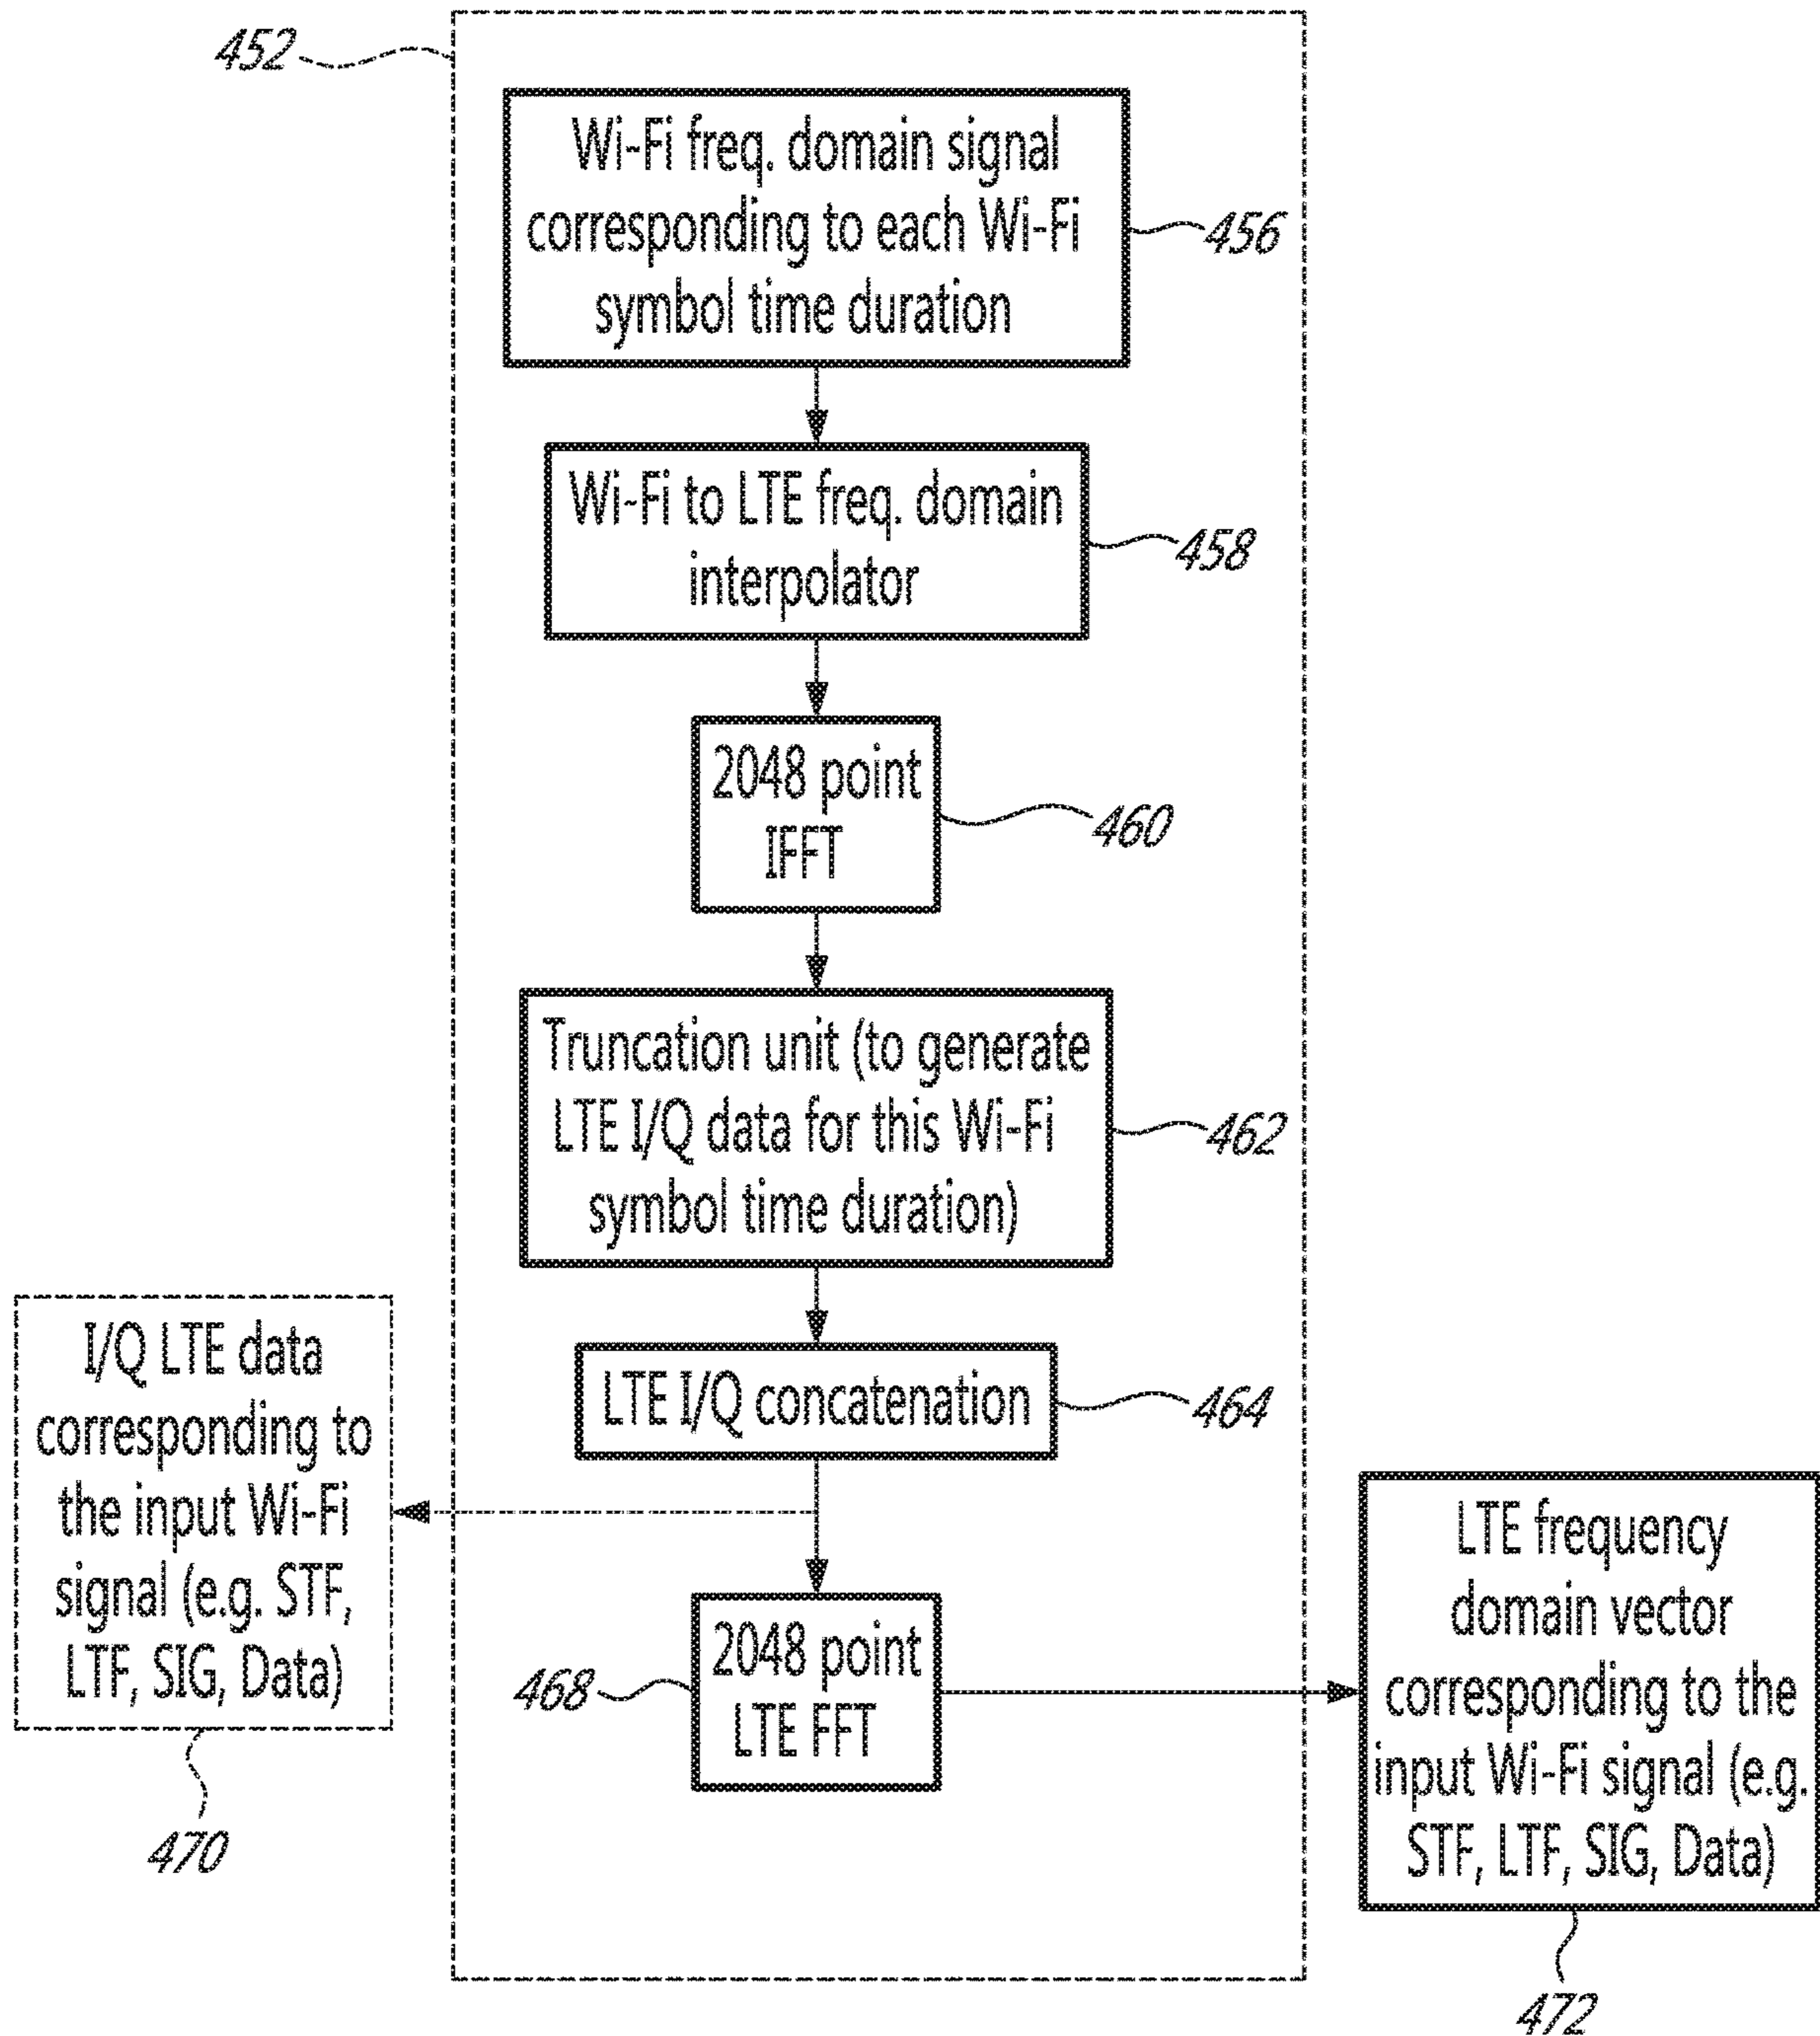 452
Wi-Fi freq. domain signal
corresponding to each Wi-Fi
symbol time duration
456
Wi-Fi to LTE freq. domain
interpolator
458
2048 point
IFFT
460
Truncation unit (to generate
LTE I/Q data for this Wi-Fi
symbol time duration)
462
LTE I/Q concatenation
464
I/Q LTE data
corresponding to
the input Wi-Fi
signal (e.g. STF,
LTF, SIG, Data)
470
2048 point
LTE FFT
468
LTE frequency
domain vector
corresponding to the
input Wi-Fi signal (e.g.
STF, LTF, SIG, Data)
472